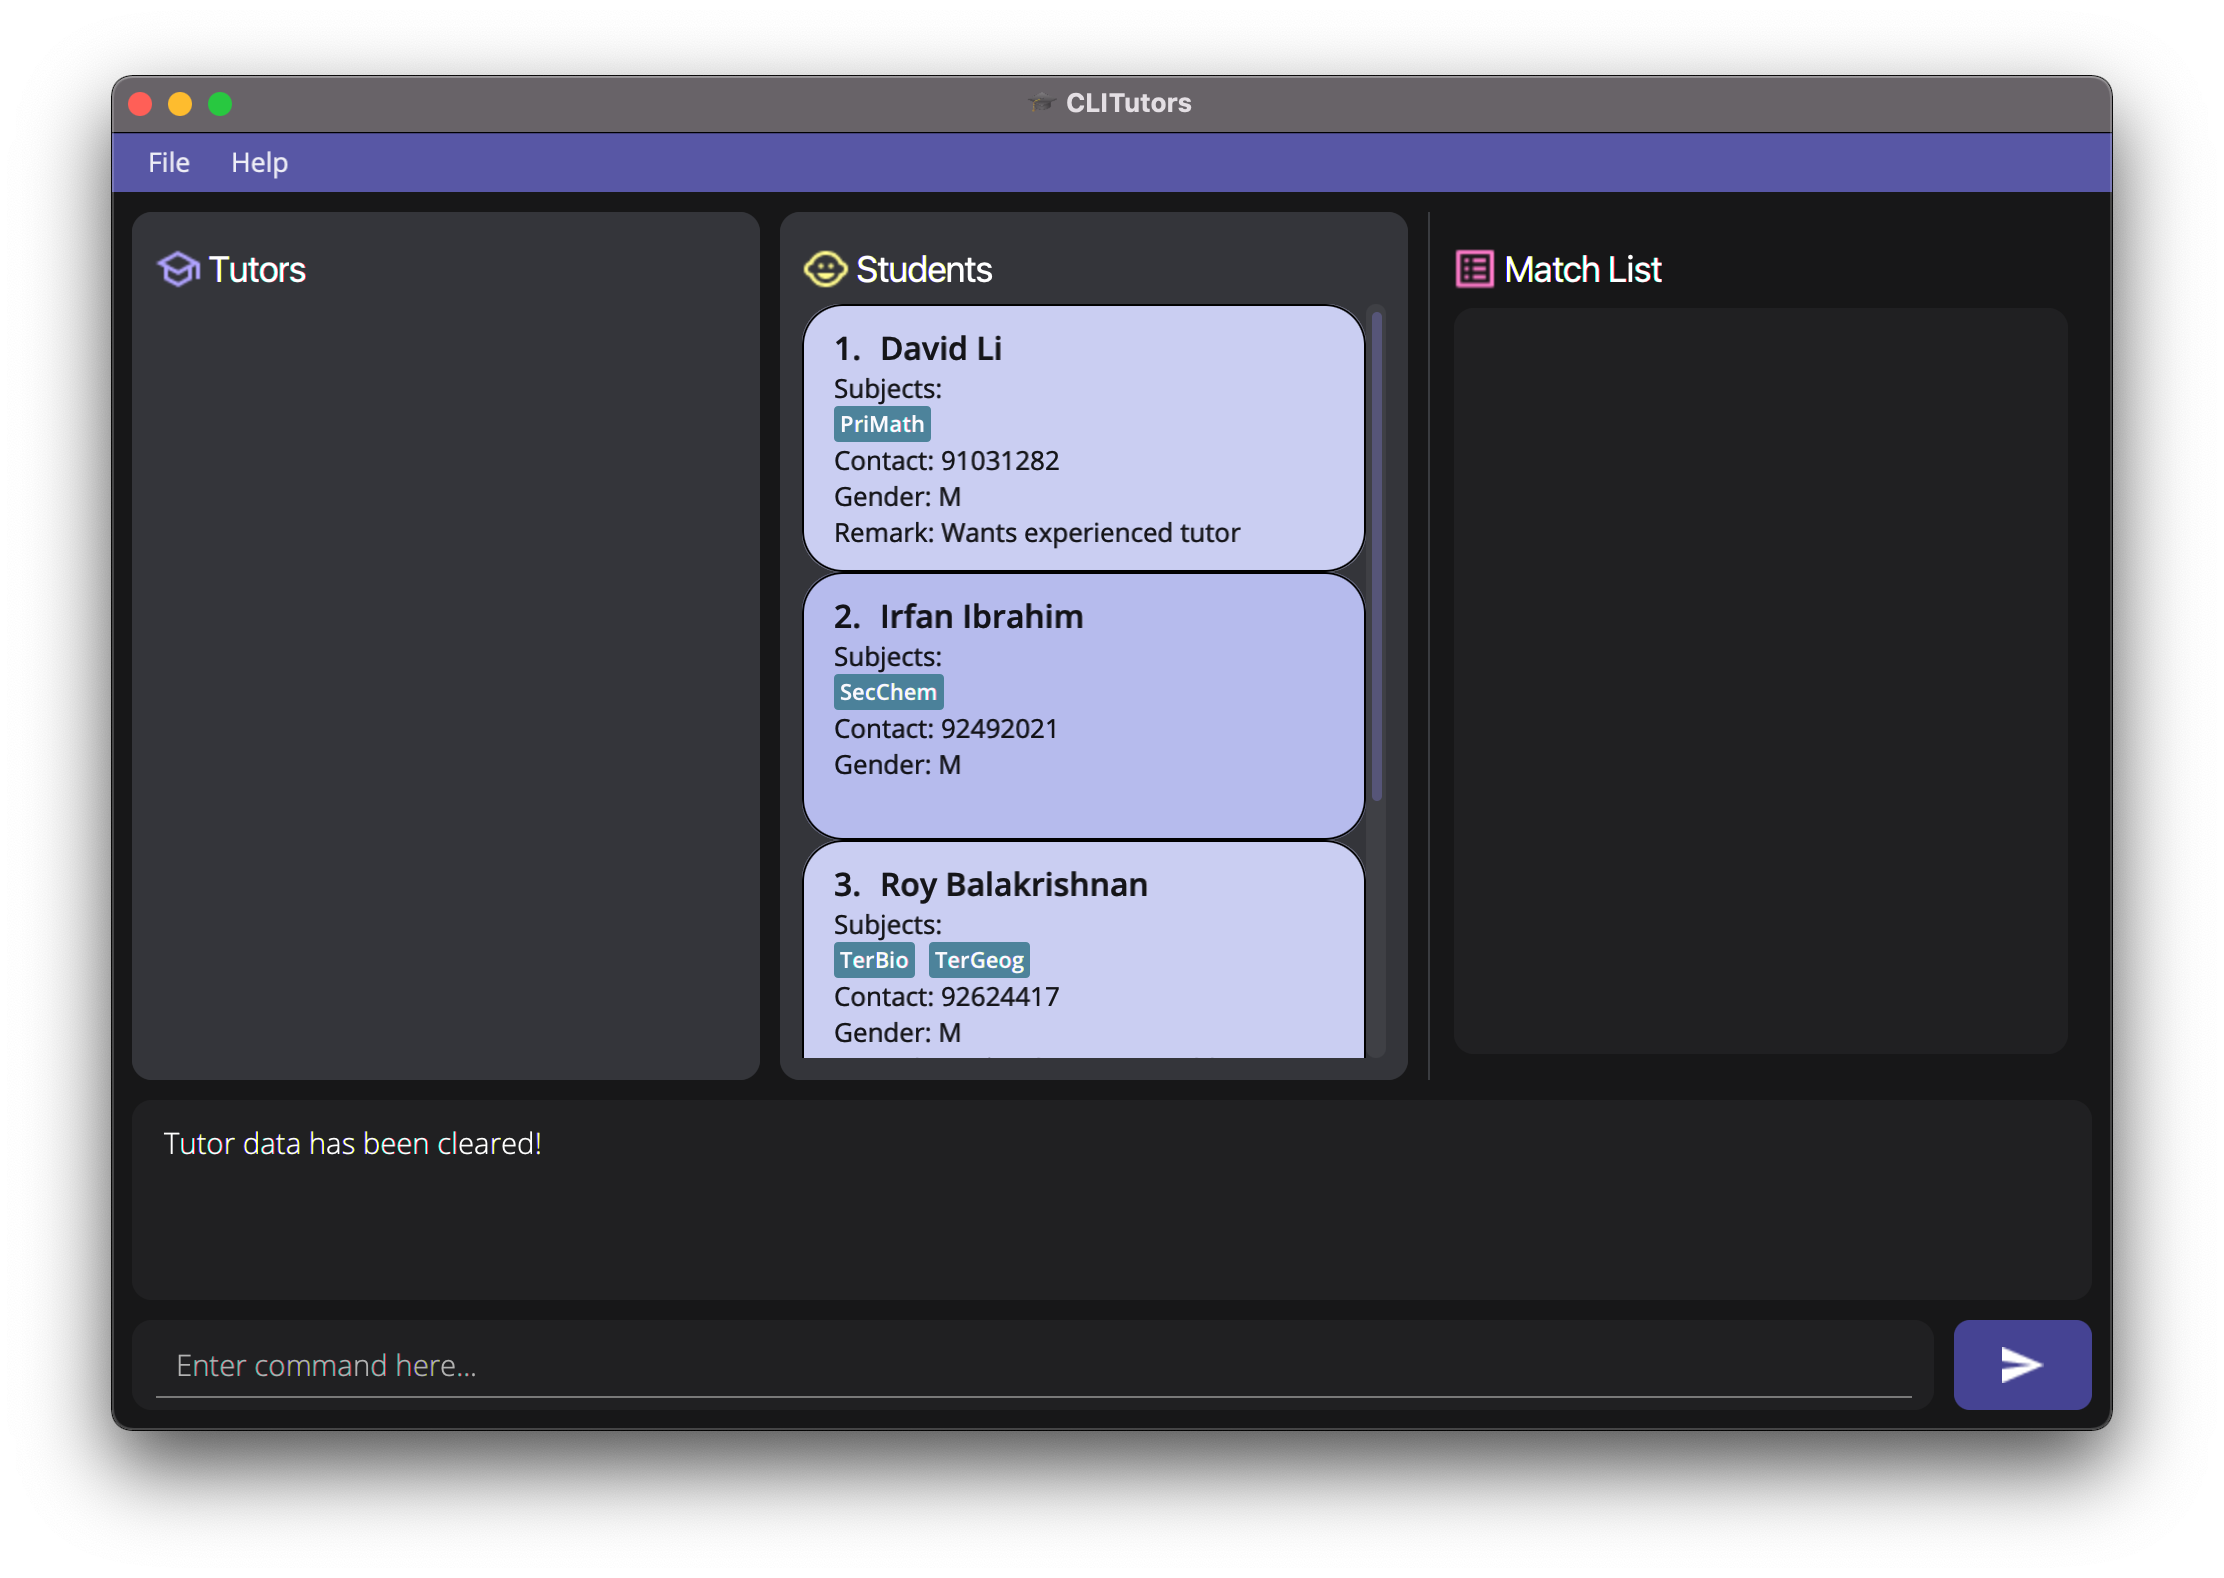 CLITutors
File Help
Tutors
Students
1. David Li
Subjects:
PriMath
Contact: 91031282
Gender: M
Remark: Wants experienced tutor
2. Irfan Ibrahim
Subjects:
SecChem
Contact: 92492021
Gender: M
3. Roy Balakrishnan
Subjects:
TerBio TerGeog
Contact: 92624417
Gender: M
Match List
Tutor data has been cleared!
Enter command here...